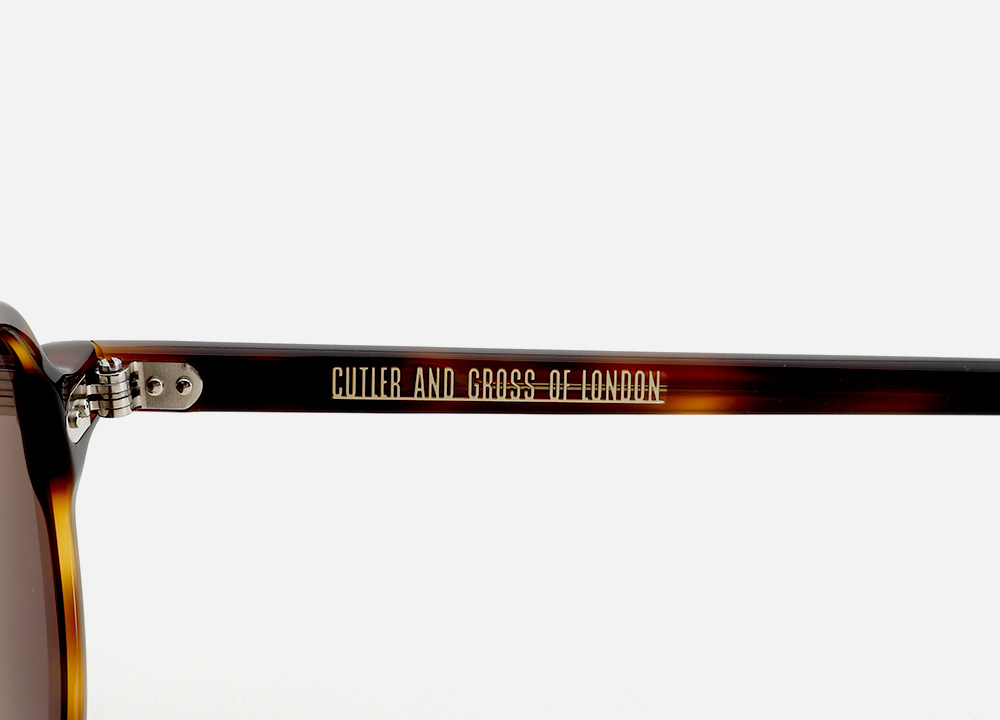 CUTLER AND GROSS OF LONDON